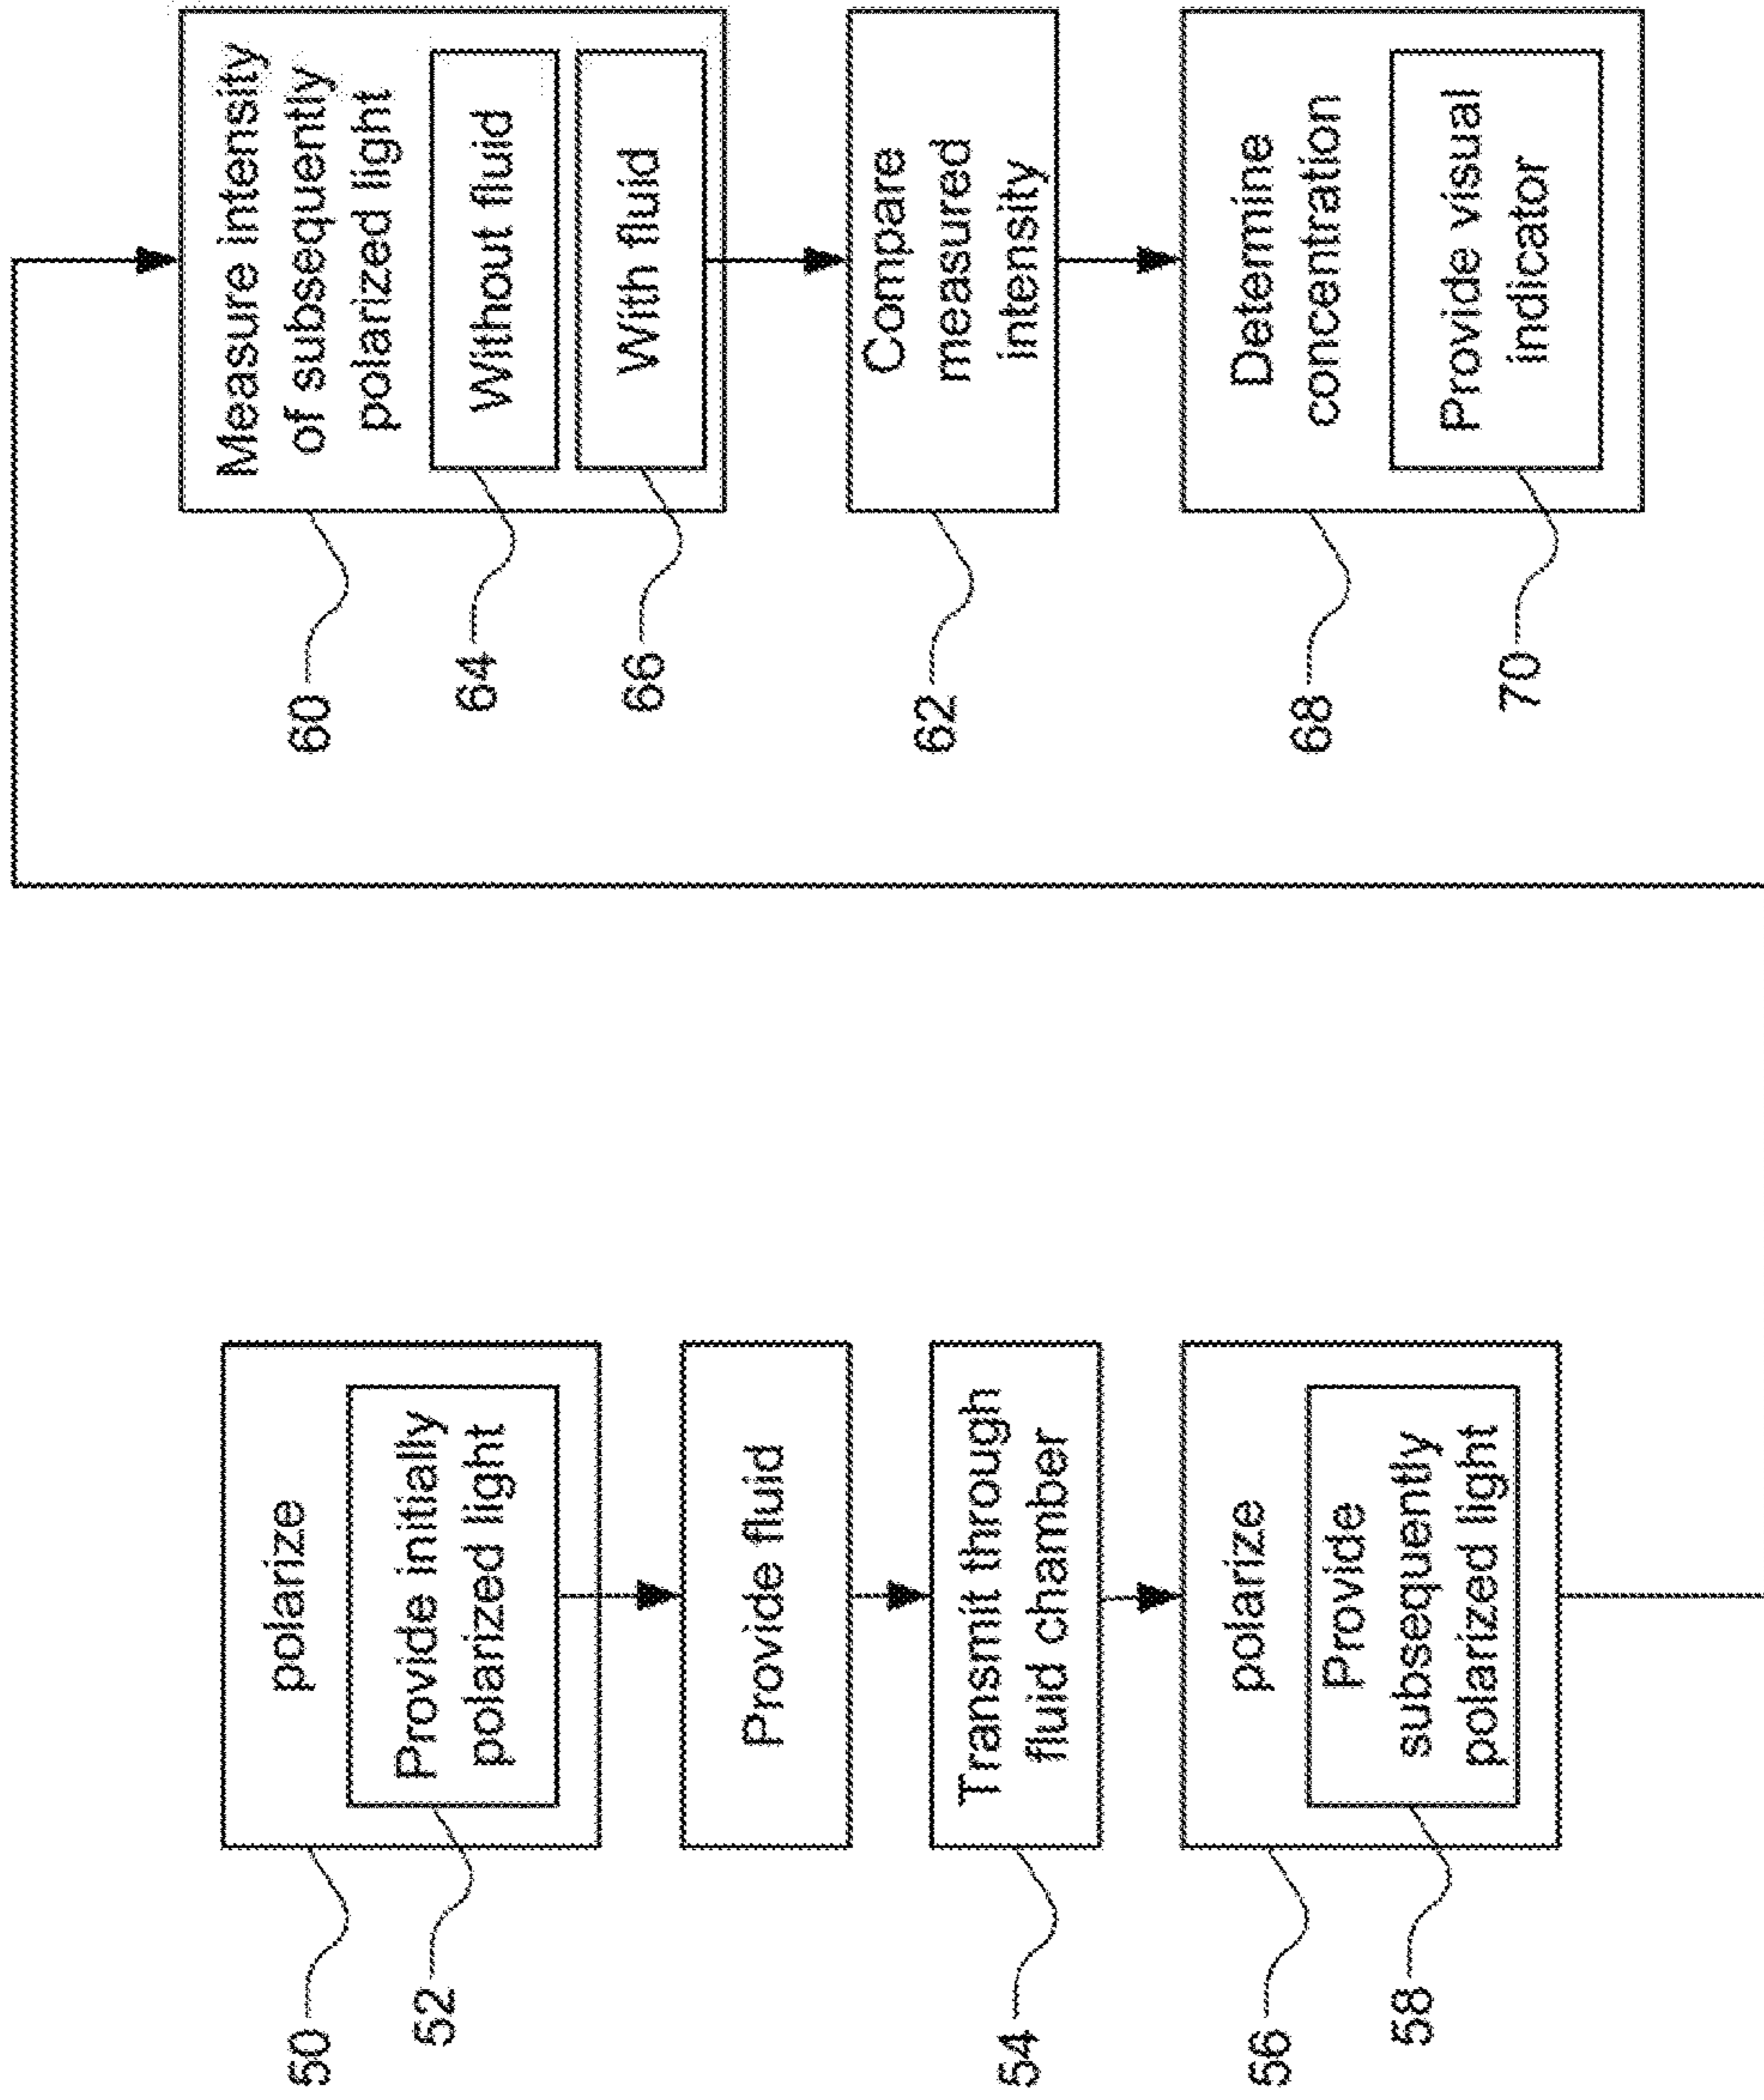 polarize
Provide initially
polarized light
50
52
Provide fluid
Transmit through
fluid chamber
54
polarize
Provide
subsequently
polarized light
56
58
Measure intensity
of subsequently
polarized light
Without fluid
With fluid
60
64
66
Compare
measured
intensity
62
Determine
concentration
Provide visual
indicator
68
70